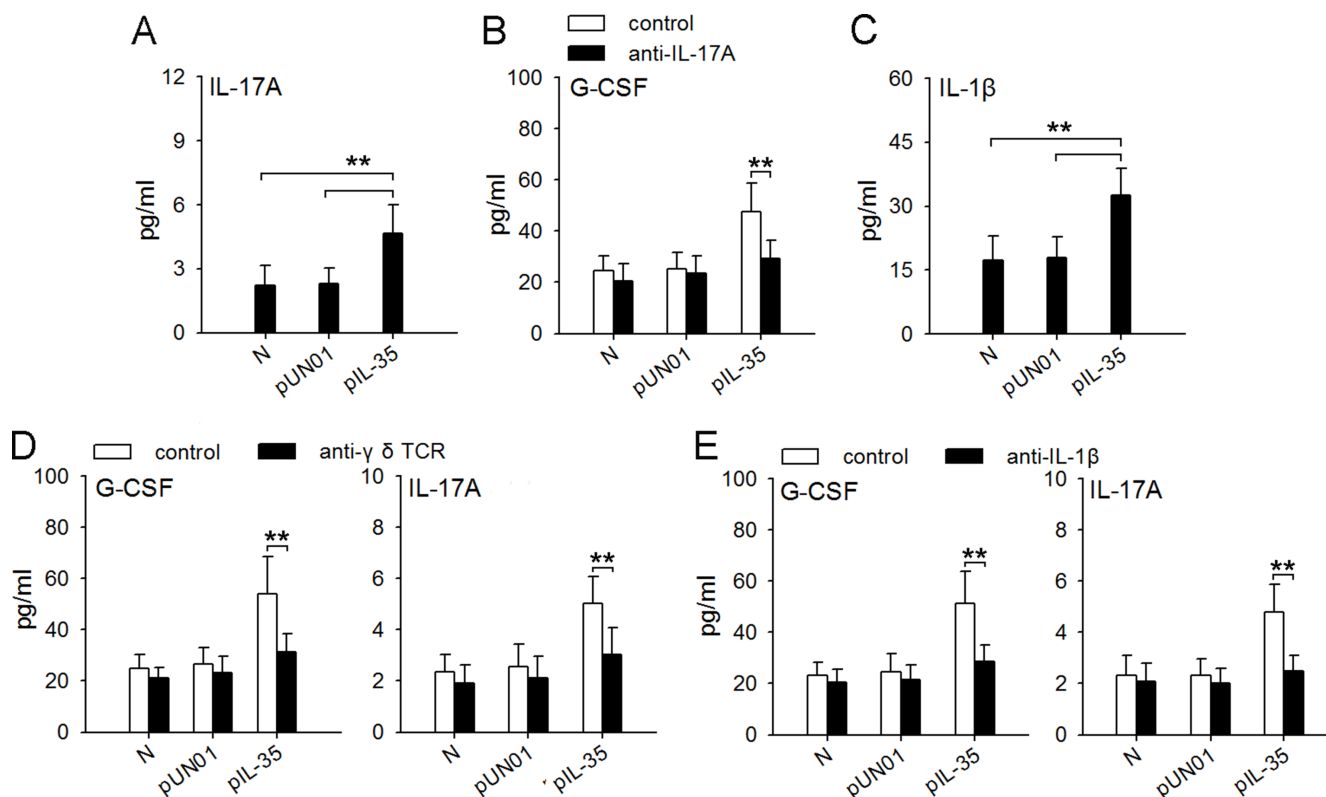 A
IL-17A
pg/ml
12
9
6
3
0
**
N
pUN01
pIL-35
B
control
anti-IL-17A
G-CSF
pg/ml
100
80
60
40
20
0
**
N
pUN01
pIL-35
C
IL-1β
pg/ml
60
45
30
15
0
**
N
pUN01
pIL-35
D
control
anti-γ δ TCR
G-CSF
pg/ml
100
80
60
40
20
0
**
N
pUN01
pIL-35
IL-17A
10
8
6
4
2
0
**
N
pUN01
pIL-35
E
control
anti-IL-1β
G-CSF
pg/ml
100
80
60
40
20
0
**
N
pUN01
pIL-35
IL-17A
10
8
6
4
2
0
**
N
pUN01
pIL-35